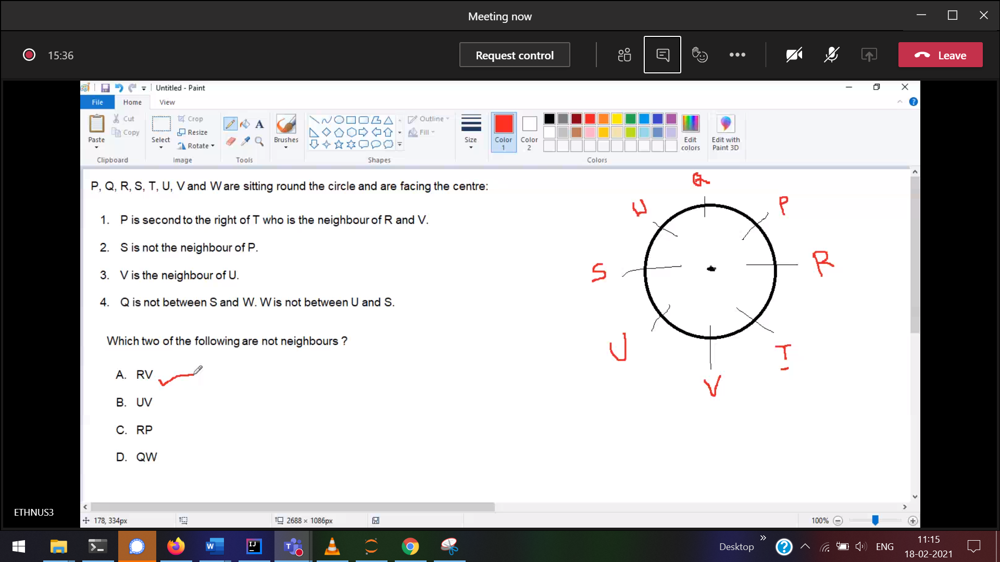 Meeting now
15:36
Request control
Leave
Untitled - Paint
File Home View
Paste
Cut
Copy
Clipboard
Select
Crop
Resize
Rotate
Image
A
Tools
Brushes
Outline
Fill
Shapes
Size
Color 1
Color 2
Edit colors
Edit with Paint 3D
Colors
P, Q, R, S, T, U, V and W are sitting round the circle and are facing the centre:
1. P is second to the right of T who is the neighbour of R and V.
2. S is not the neighbour of P.
3. V is the neighbour of U.
4. Q is not between S and W. W is not between U and S.
Which two of the following are not neighbours ?
A. RV
B. UV
C. RP
D. QW
Q
P
R
V
U
S
ETHNUS3
178, 334px
2688 × 1086px
100%
Desktop
ENG
11:15
18-02-2021